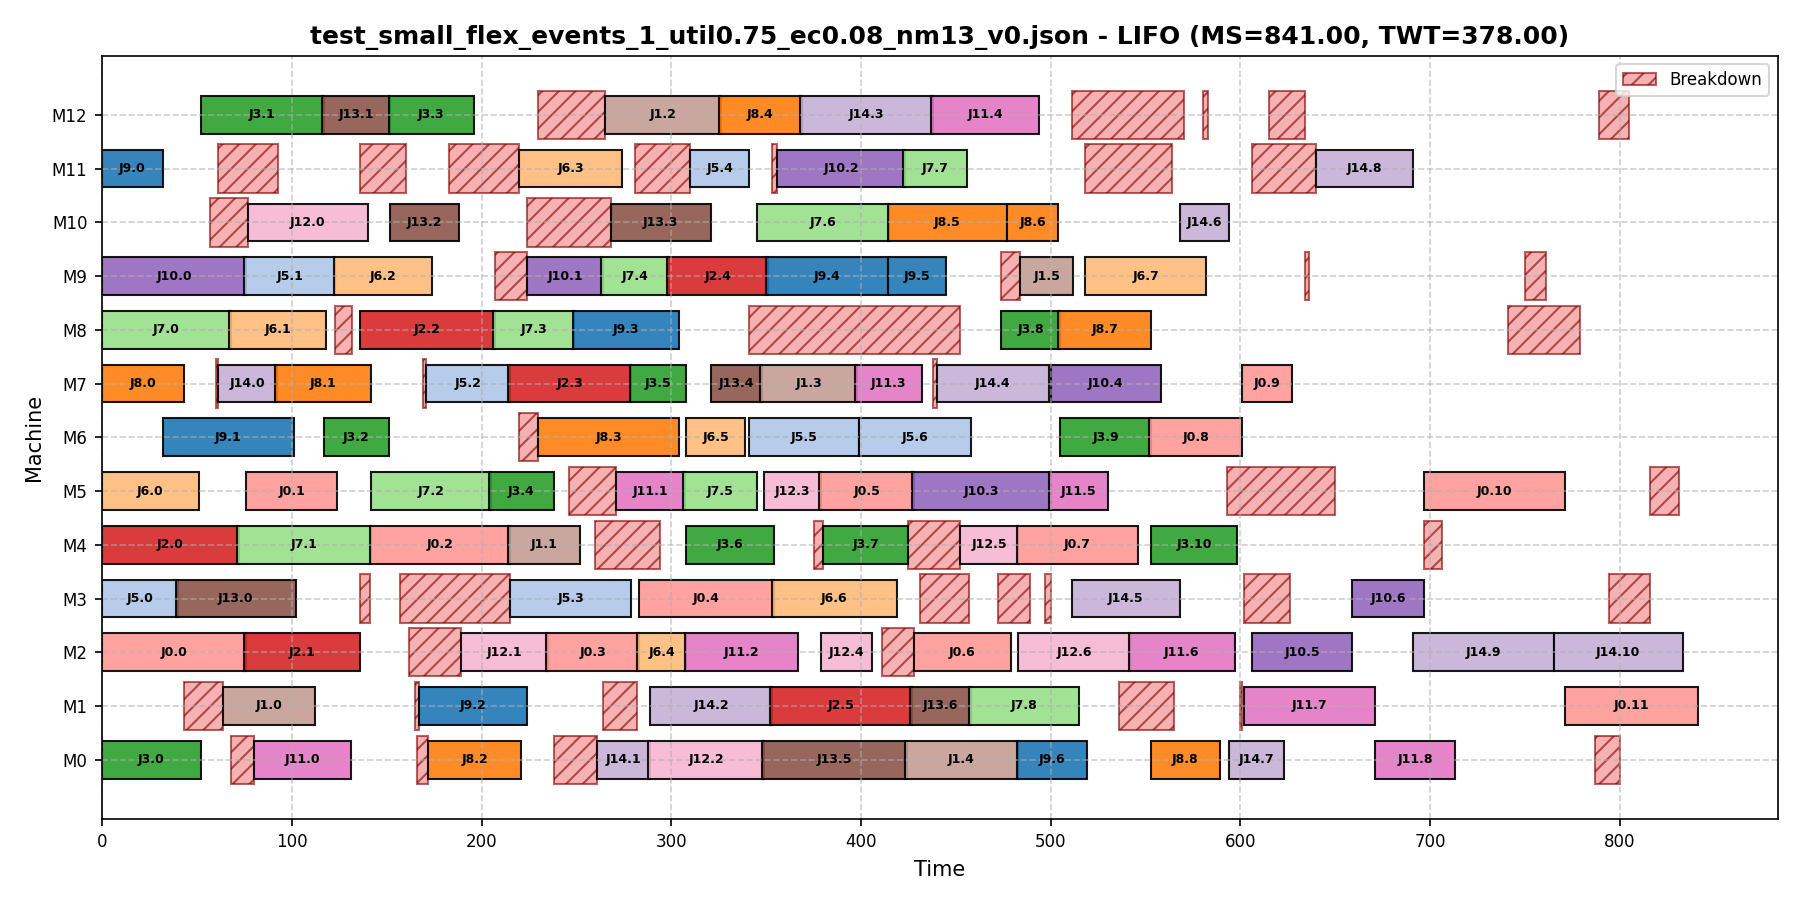 test_small_flex_events_1_util0.75_ec0.08_nm13_v0.json - LIFO (MS=841.00, TWT=378.00)
Breakdown
M12 J3.1 J13.1 J3.3 J1.2 J8.4 J14.3 J11.4
M11 J9.0 J6.3 J5.4 J10.2 J7.7 J14.8
M10 J12.0 J13.2 J13.3 J7.6 J8.5 J8.6 J14.6
M9 J10.0 J5.1 J6.2 J10.1 J7.4 J2.4 J9.4 J9.5 J1.5 J6.7
M8 J7.0 J6.1 J2.2 J7.3 J9.3 J3.8 J8.7
M7 J8.0 J14.0 J8.1 J5.2 J2.3 J3.5 J13.4 J1.3 J11.3 J14.4 J10.4 J0.9
M6 J9.1 J3.2 J8.3 J6.5 J5.5 J5.6 J3.9 J0.8
M5 J6.0 J0.1 J7.2 J3.4 J11.1 J7.5 J12.3 J0.5 J10.3 J11.5 J0.10
M4 J2.0 J7.1 J0.2 J1.1 J3.6 J3.7 J12.5 J0.7 J3.10
M3 J5.0 J13.0 J5.3 J0.4 J6.6 J14.5 J10.6
M2 J0.0 J2.1 J12.1 J0.3 J6.4 J11.2 J12.4 J0.6 J12.6 J11.6 J10.5 J14.9 J14.10
M1 J1.0 J9.2 J14.2 J2.5 J13.6 J7.8 J11.7 J0.11
M0 J3.0 J11.0 J8.2 J14.1 J12.2 J13.5 J1.4 J9.6 J8.8 J14.7 J11.8
0 100 200 300 400 500 600 700 800
Time
Machine